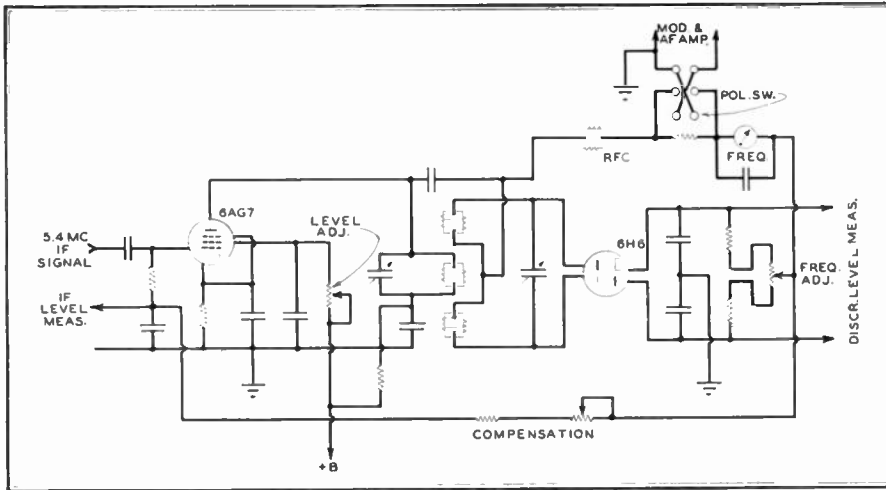 MOD. &
AF AMP.
POL. SW.
RFC
FREQ.
6AG7
LEVEL
ADJ.
5.4 MC
IF
SIGNAL
6H6
FREQ.
ADJ.
IF
LEVEL
MEAS.
DISCR. LEVEL MEAS.
COMPENSATION
+B